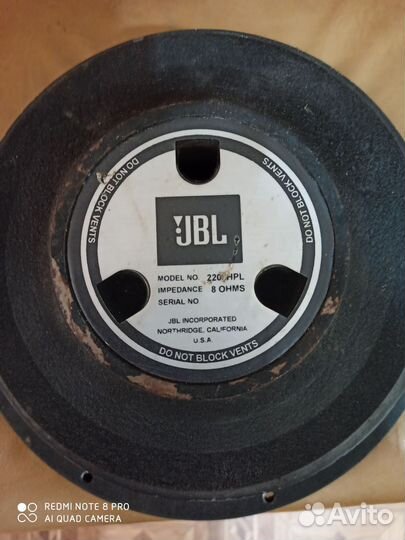 DO NOT BLOCK VENTS
DO NOT BLOCK VENTS
JBL
MODEL NO.
IMPEDANCE 8 OHMS
SERIAL NO
JBL INCORPORATED
NORTHRIDGE, CALIFORNIA
U.S.A
DO NOT BLOCK VENTS
REDMI NOTE 8 PRO
AI QUAD CAMERA
Avito